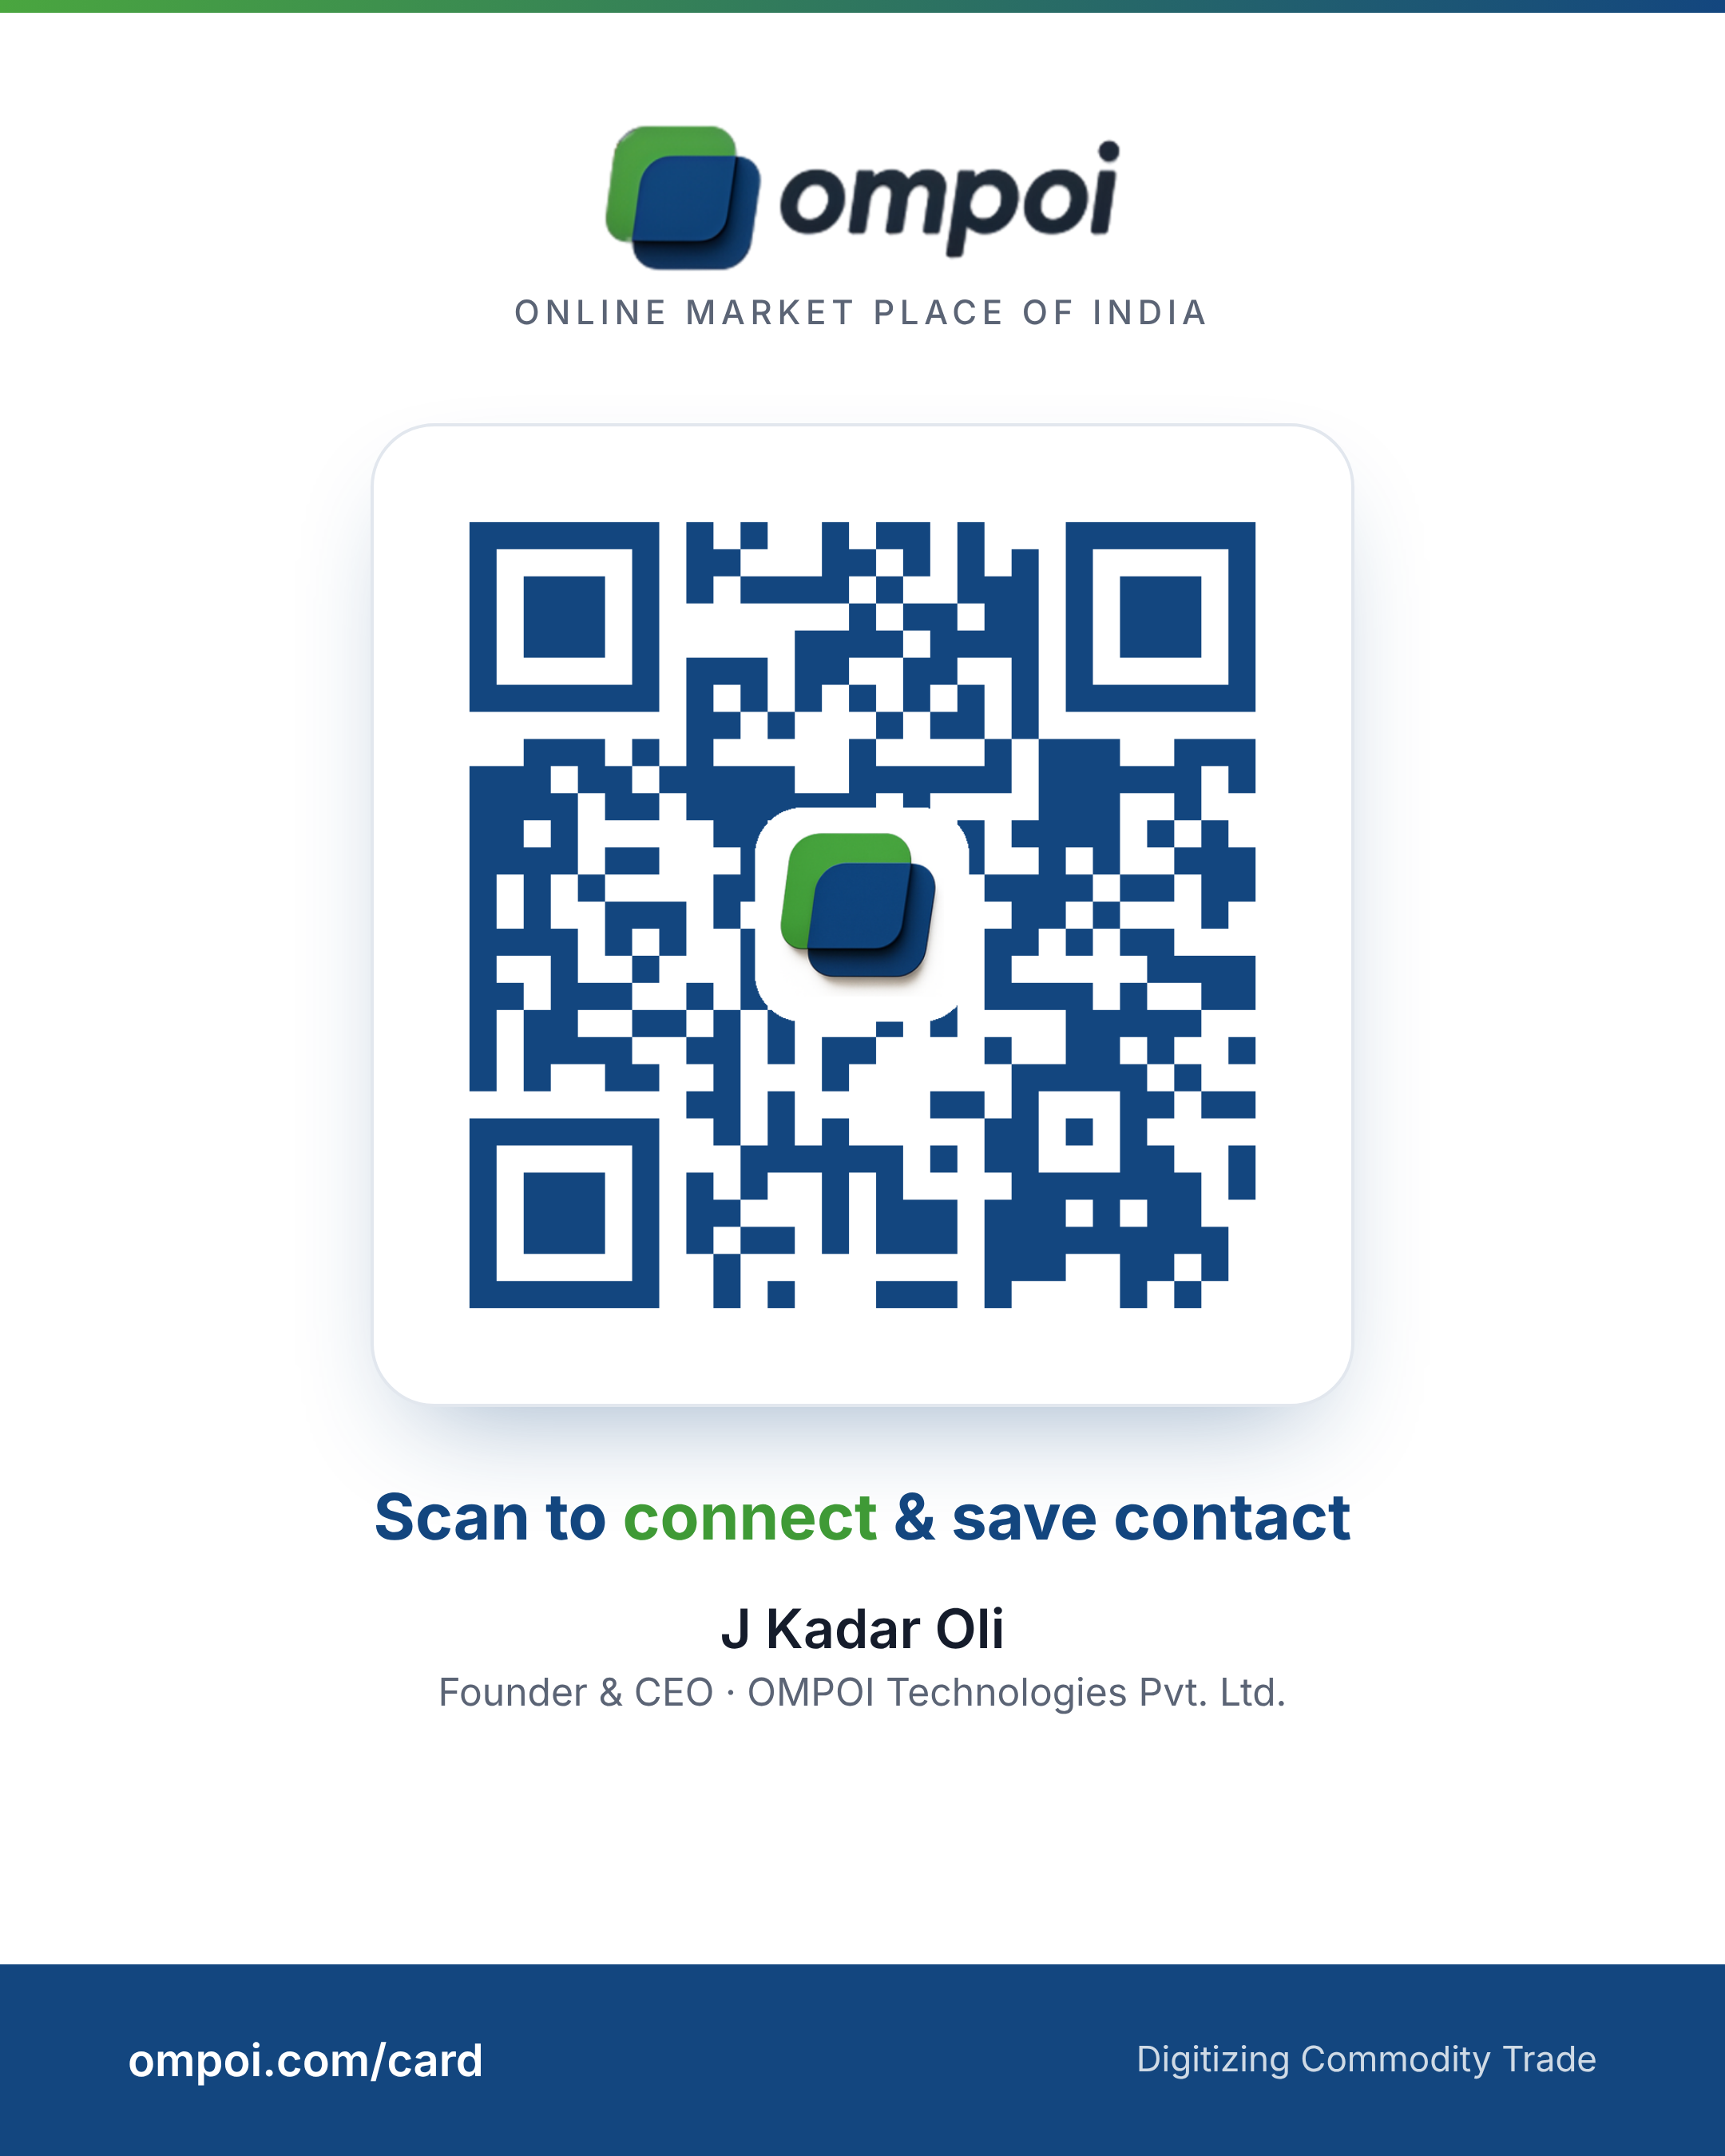 ompoi
ONLINE MARKET PLACE OF INDIA
Scan to connect & save contact
J Kadar Oli
Founder & CEO · OMPOI Technologies Pvt. Ltd.
ompoi.com/card
Digitizing Commodity Trade